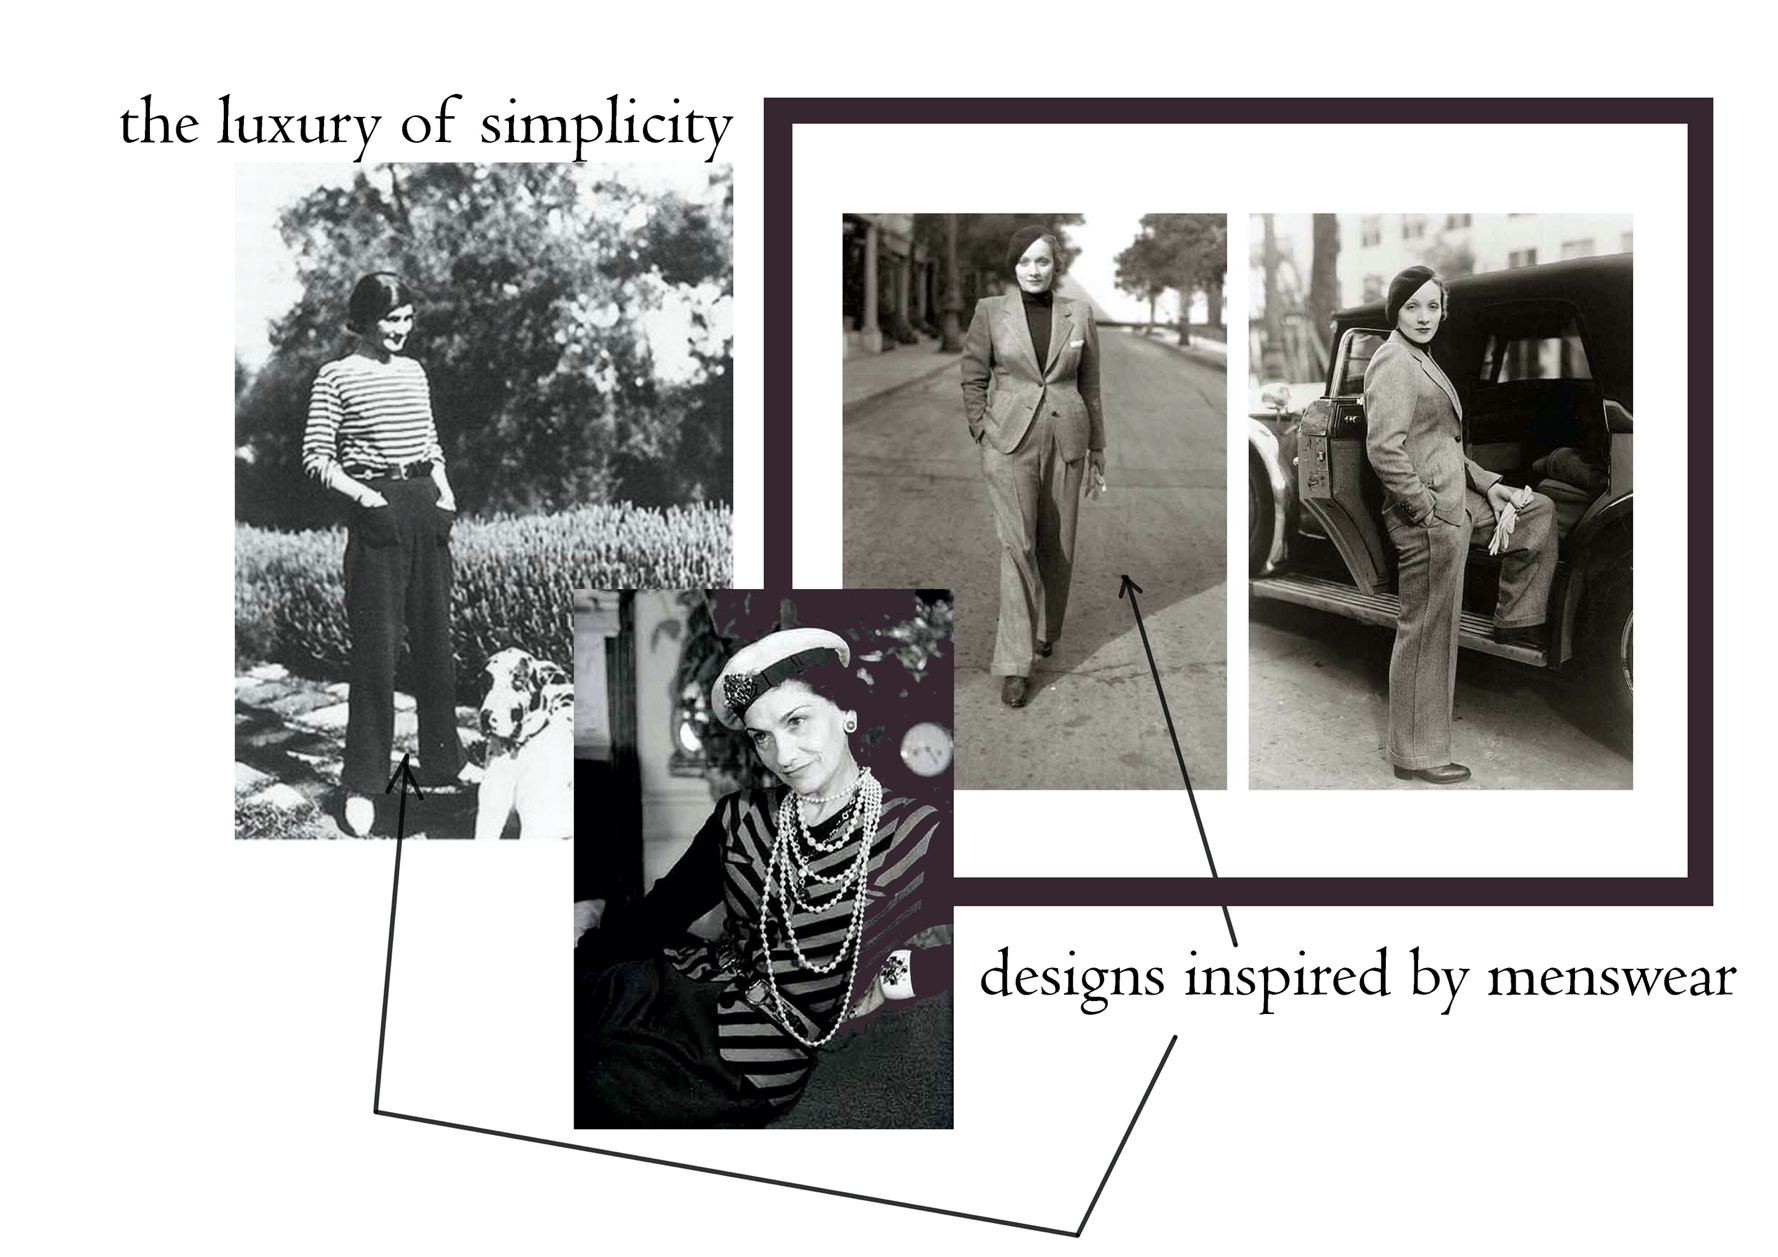 the luxury of simplicity
designs inspired by menswear